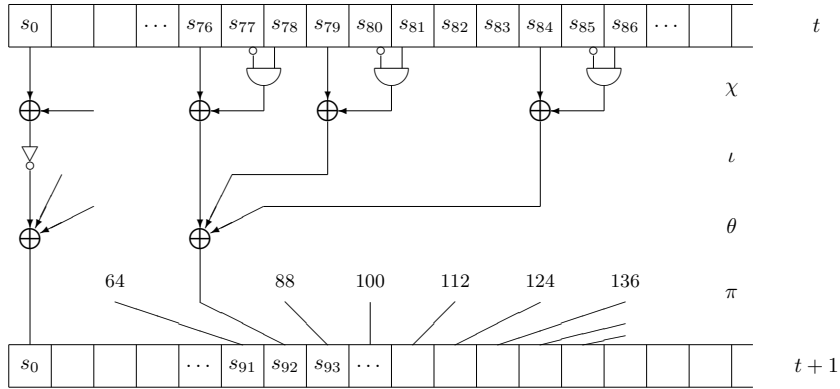 s₀ ⋯ s₇₆ s₇₇ s₇₈ s₇₉ s₈₀ s₈₁ s₈₂ s₈₃ s₈₄ s₈₅ s₈₆ ⋯ t
χ
ι
θ
64 88 100 112 124 136 π
s₀ ⋯ s₉₁ s₉₂ s₉₃ ⋯ t + 1